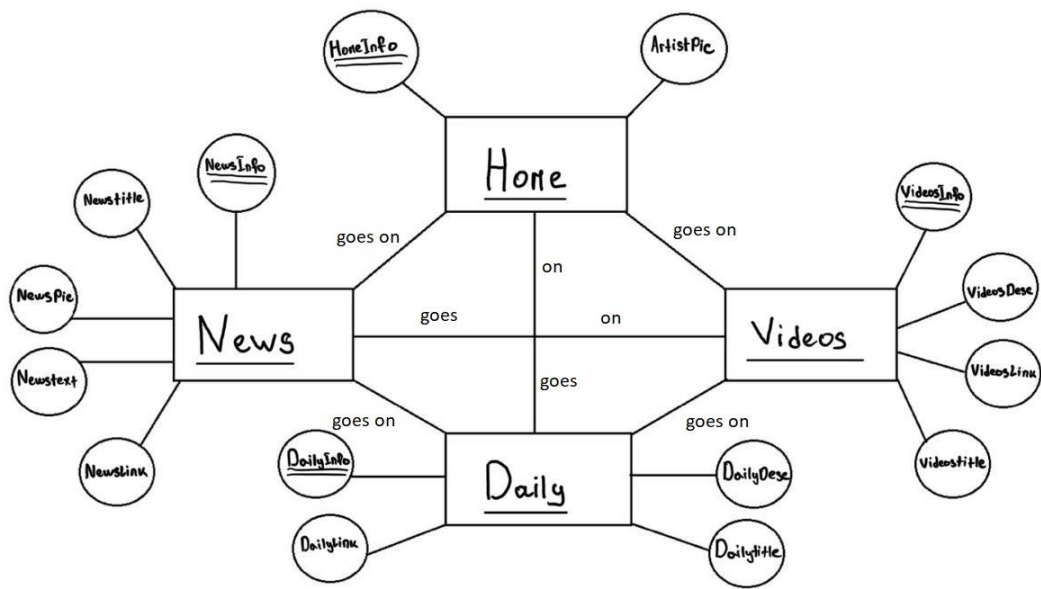 HomeInfo
ArtistPic
Home
NewsInfo
Newstitle
VideosInfo
goes on
goes on
on
NewsPic
VideosDesc
News
goes
on
Videos
Newstext
goes
VideosLink
goes on
goes on
NewsLink
DailyInfo
Daily
DailyDesc
Videostitle
DailyLink
Dailytitle